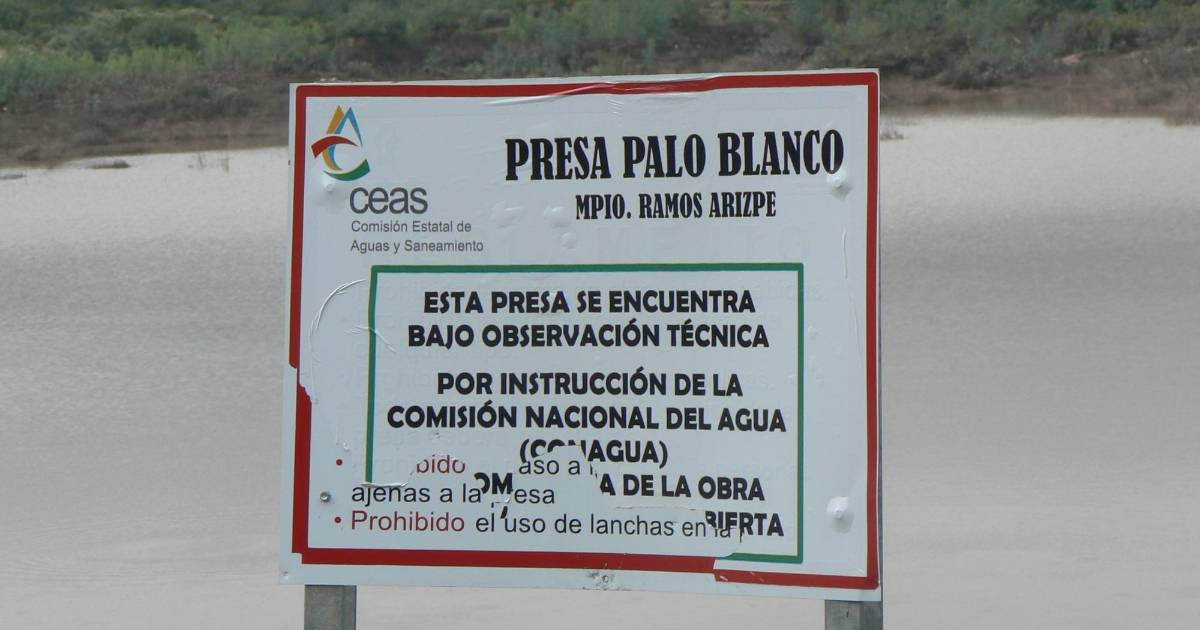 PRESA PALO BLANCO
MPIO. RAMOS ARIZPE
ceas
Comisión Estatal de
Aguas y Saneamiento
ESTA PRESA SE ENCUENTRA
BAJO OBSERVACIÓN TÉCNICA
POR INSTRUCCIÓN DE LA
COMISIÓN NACIONAL DEL AGUA
(CONAGUA)
DE LA OBRA
ajenas a la presa
• Prohibido el uso de lanchas en la